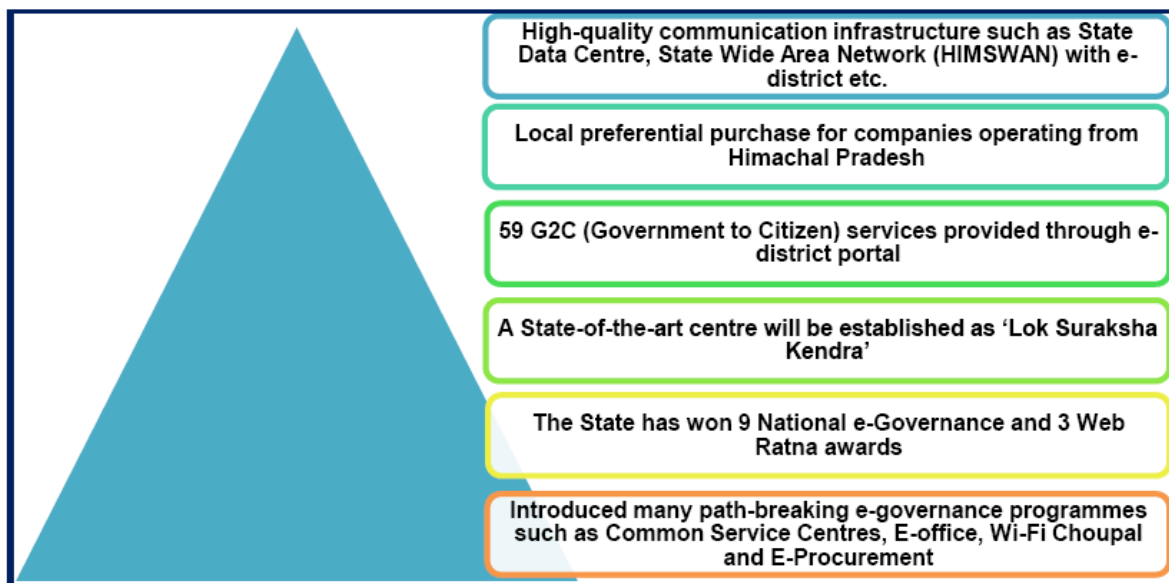 High-quality communication infrastructure such as State
Data Centre, State Wide Area Network (HIMSWAN) with e-
district etc.
Local preferential purchase for companies operating from
Himachal Pradesh
59 G2C (Government to Citizen) services provided through e-
district portal
A State-of-the-art centre will be established as ‘Lok Suraksha
Kendra’
The State has won 9 National e-Governance and 3 Web
Ratna awards
Introduced many path-breaking e-governance programmes
such as Common Service Centres, E-office, Wi-Fi Choupal
and E-Procurement